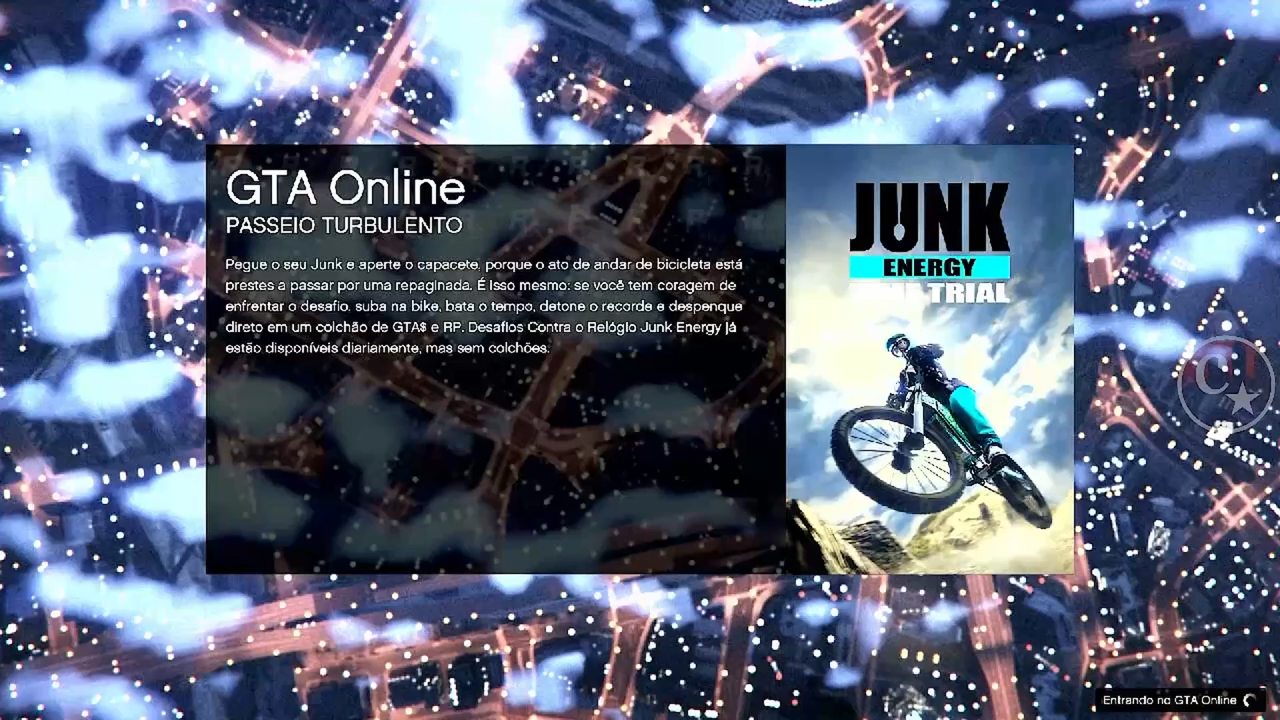 GTA Online
PASSEIO TURBULENTO
Pegue o seu Junk e aperte o capacete, porque o ato de andar de bicicleta está
prestes a passar por uma repaginada. É isso mesmo: se você tem coragem de
enfrentar o desafio, suba na bike, bata o tempo, detone o recorde e despenque
direto em um colchão de GTA$ e RP. Desafios Contra o Relógio Junk Energy já
estão disponíveis diariamente, mas sem colchões.
JUNK
ENERGY
TRIAL
Entrando no GTA Online